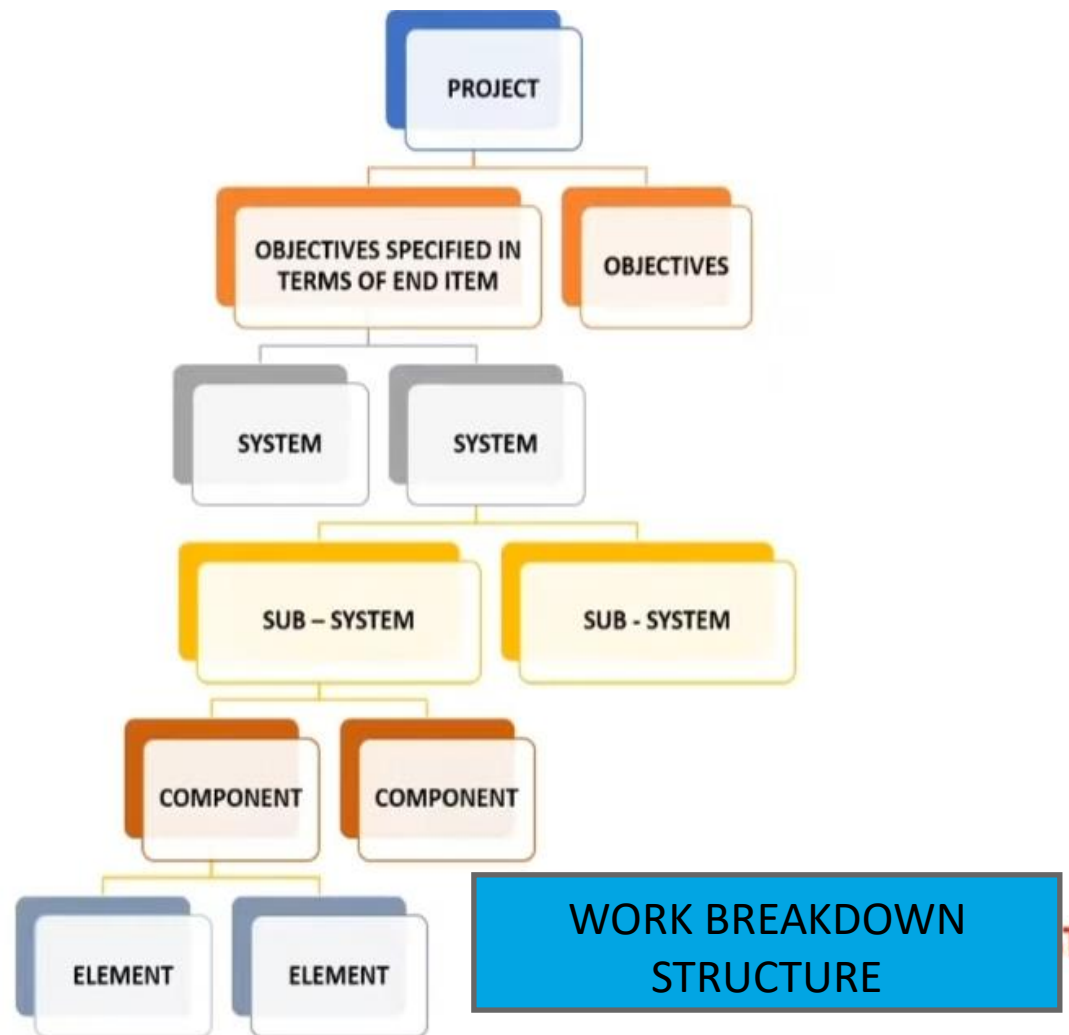 PROJECT
OBJECTIVES SPECIFIED IN
TERMS OF END ITEM
OBJECTIVES
SYSTEM
SYSTEM
SUB – SYSTEM
SUB - SYSTEM
COMPONENT
COMPONENT
ELEMENT
ELEMENT
WORK BREAKDOWN
STRUCTURE